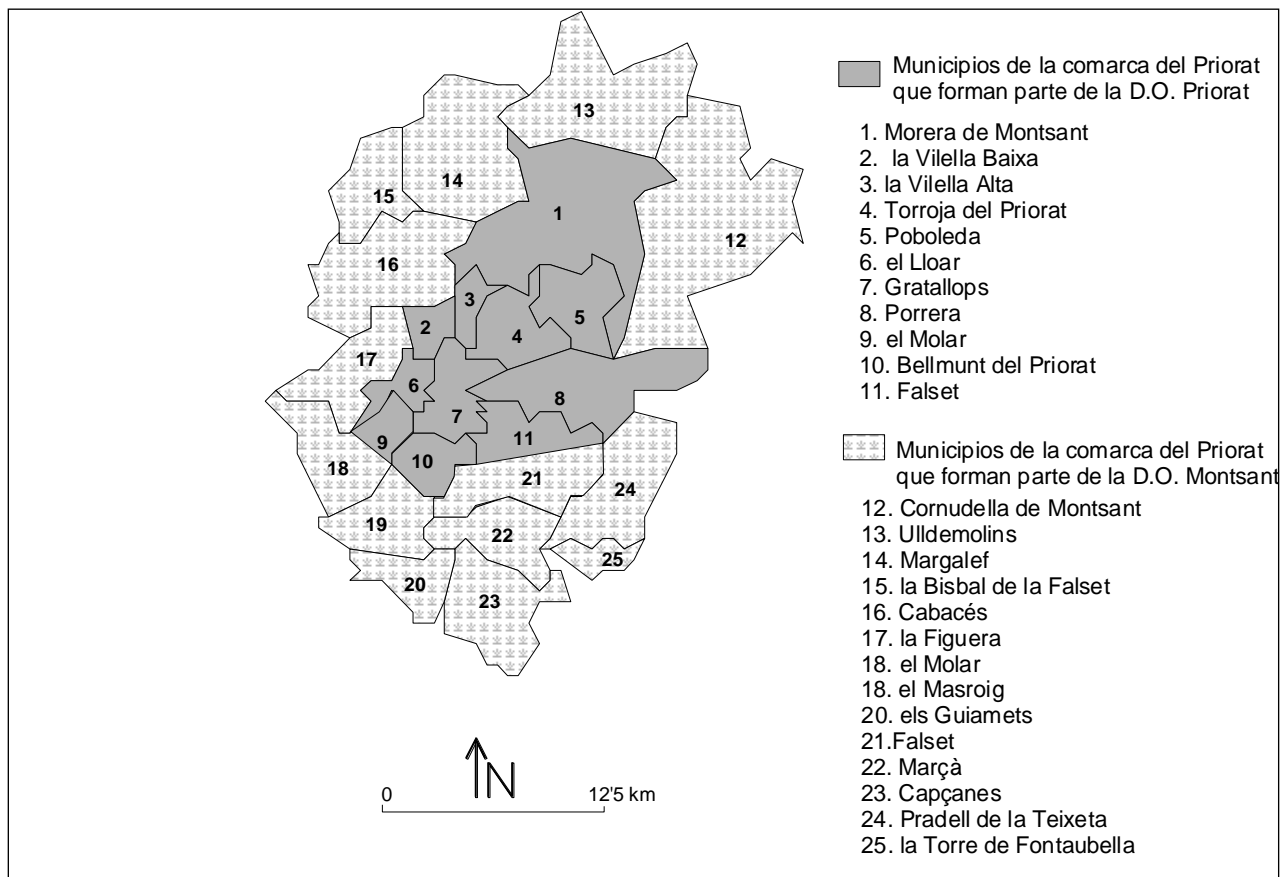 13
14
15
1
12
16
3
2
5
4
17
6
8
7
11
9
10
18
21
24
19
22
25
20
23
N
0 12'5 km
Municipios de la comarca del Priorat
que forman parte de la D.O. Priorat
1. Morera de Montsant
2. la Vilella Baixa
3. la Vilella Alta
4. Torroja del Priorat
5. Poboleda
6. el Lloar
7. Gratallops
8. Porrera
9. el Molar
10. Bellmunt del Priorat
11. Falset
Municipios de la comarca del Priorat
que forman parte de la D.O. Montsant
12. Cornudella de Montsant
13. Ulldemolins
14. Margalef
15. la Bisbal de la Falset
16. Cabacés
17. la Figuera
18. el Molar
18. el Masroig
20. els Guiamets
21.Falset
22. Marçà
23. Capçanes
24. Pradell de la Teixeta
25. la Torre de Fontaubella